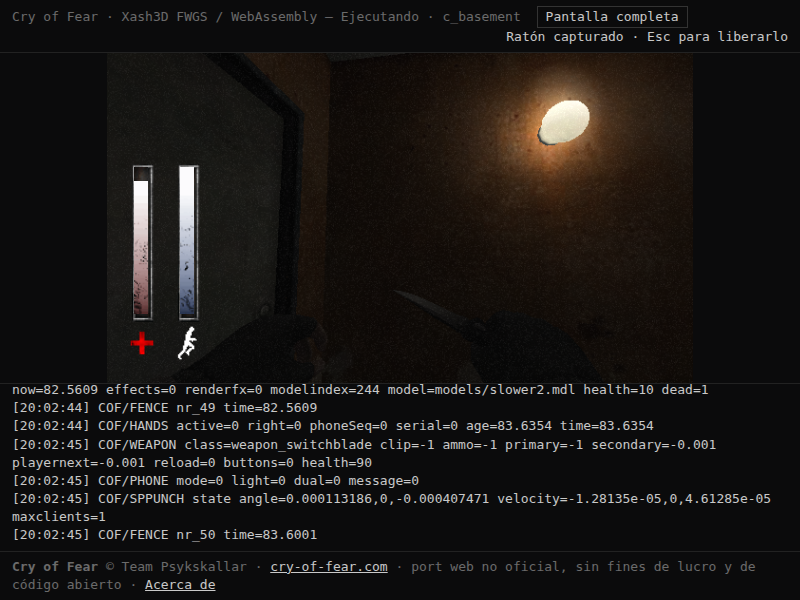 Cry of Fear · Xash3D FWGS / WebAssembly — Ejecutando · c_basement
Pantalla completa
Ratón capturado · Esc para liberarlo
now=82.5609 effects=0 renderfx=0 modelindex=244 model=models/slower2.mdl health=10 dead=1
[20:02:44] COF/FENCE nr_49 time=82.5609
[20:02:44] COF/HANDS active=0 right=0 phoneSeq=0 serial=0 age=83.6354 time=83.6354
[20:02:45] COF/WEAPON class=weapon_switchblade clip=-1 ammo=-1 primary=-1 secondary=-0.001
playernext=-0.001 reload=0 buttons=0 health=90
[20:02:45] COF/PHONE mode=0 light=0 dual=0 message=0
[20:02:45] COF/SPPUNCH state angle=0.000113186,0,-0.000407471 velocity=-1.28135e-05,0,4.61285e-05
maxclients=1
[20:02:45] COF/FENCE nr_50 time=83.6001
Cry of Fear © Team Psykskallar · cry-of-fear.com · port web no oficial, sin fines de lucro y de
código abierto · Acerca de